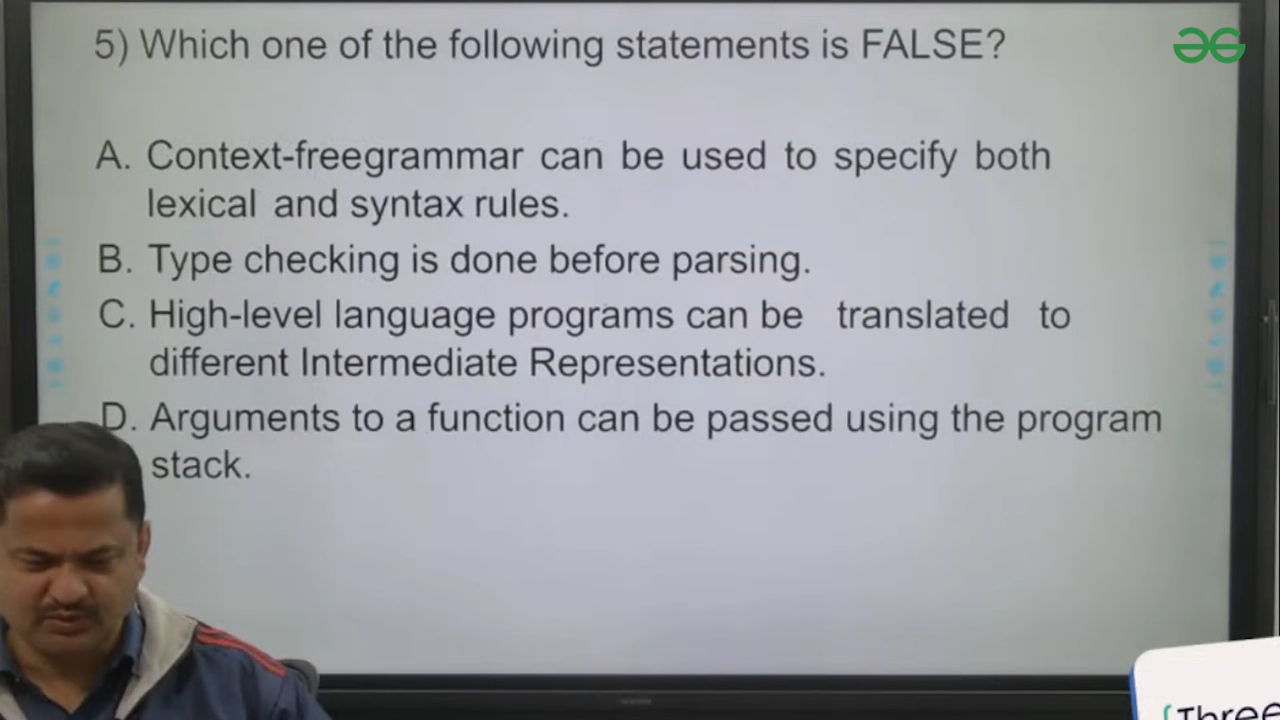 5) Which one of the following statements is FALSE?
A. Context-freegrammar can be used to specify both
lexical and syntax rules.
B. Type checking is done before parsing.
C. High-level language programs can be translated to
different Intermediate Representations.
D. Arguments to a function can be passed using the program
stack.
{Three